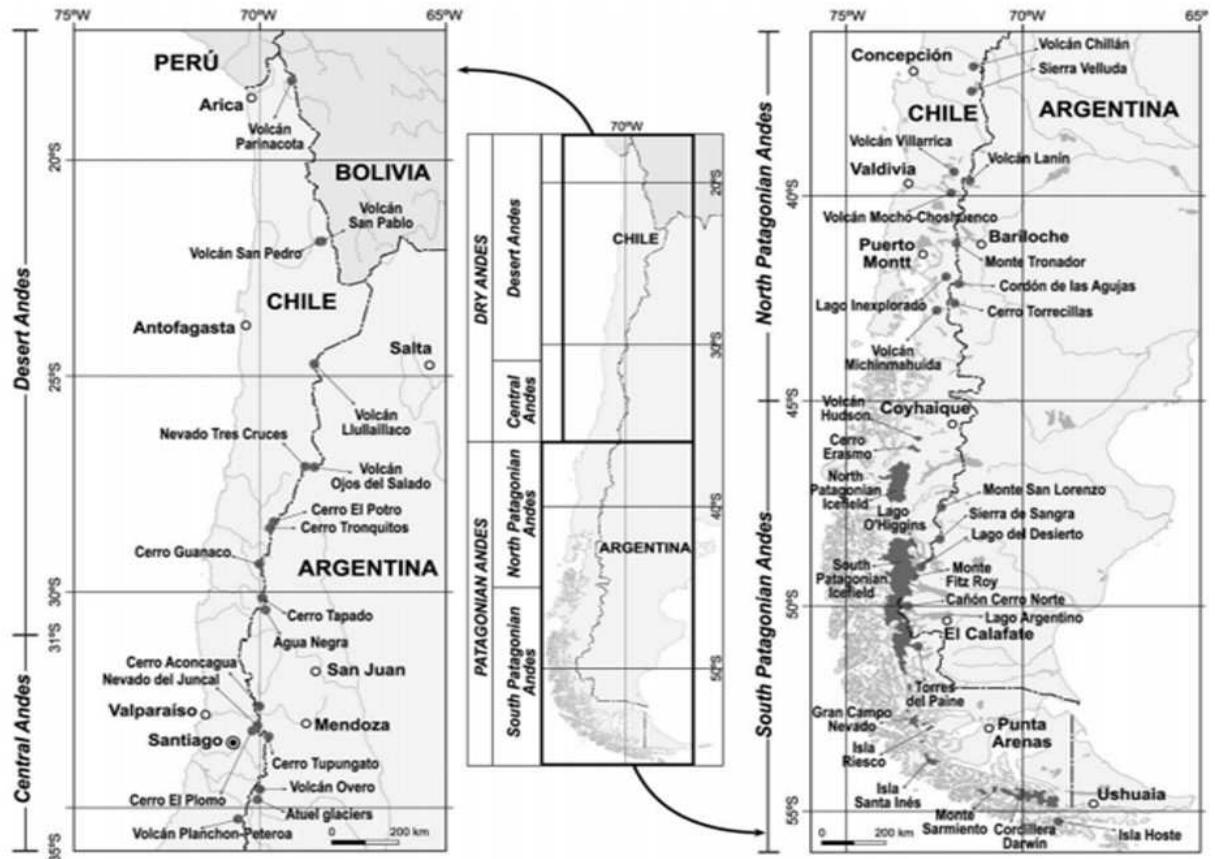 75°W
70°W
65°W
PERÚ
Arica
Volcán
Parinacota
20°S
BOLIVIA
Volcán
San Pablo
Volcán San Pedro
CHILE
Antofagasta
Salta
25°S
Volcán
Llullaillaco
Nevado Tres Cruces
Volcán
Ojos del Salado
Cerro El Potro
Cerro Tronquitos
Cerro Guanaco
ARGENTINA
30°S
Cerro Tapado
Agua Negra
31°S
Cerro Aconcagua
Nevado del Juncal
San Juan
Valparaíso
Mendoza
Santiago
Cerro Tupungato
Volcán Overo
Cerro El Plomo
Atuel glaciers
Volcán Planchon-Peteroa
35°S
0 200 km
Desert Andes
Central Andes
70°W
20°S
CHILE
30°S
40°S
ARGENTINA
50°S
DRY ANDES
Desert Andes
Central
Andes
PATAGONIAN ANDES
North Patagonian
Andes
South Patagonian
Andes
75°W
70°W
65°
Concepción
Volcán Chillán
Sierra Velluda
CHILE
ARGENTINA
Volcán Villarrica
Volcán Lanín
Valdivia
40°S
Volcán Mocho-Choshuenco
Puerto
Montt
Bariloche
Monte Tronador
Cordón de las Agujas
Lago Inexplorado
Cerro Torrecillas
Volcán
Michinmahuida
45°S
Volcán
Hudson
Coyhaique
Cerro
Erasmo
North
Patagonian
Icefield
Monte San Lorenzo
Lago
O'Higgins
Sierra de Sangra
Lago del Desierto
South
Patagonian
Icefield
Monte
Fitz Roy
Cañón Cerro Norte
50°S
Lago Argentino
El Calafate
Torres
del Paine
Gran Campo
Nevado
Punta
Arenas
Isla
Riesco
Isla
Santa Inés
Ushuaia
55°S
Monte
Sarmiento
Cordillera
Darwin
Isla Hoste
0 200 km
North Patagonian Andes
South Patagonian Andes